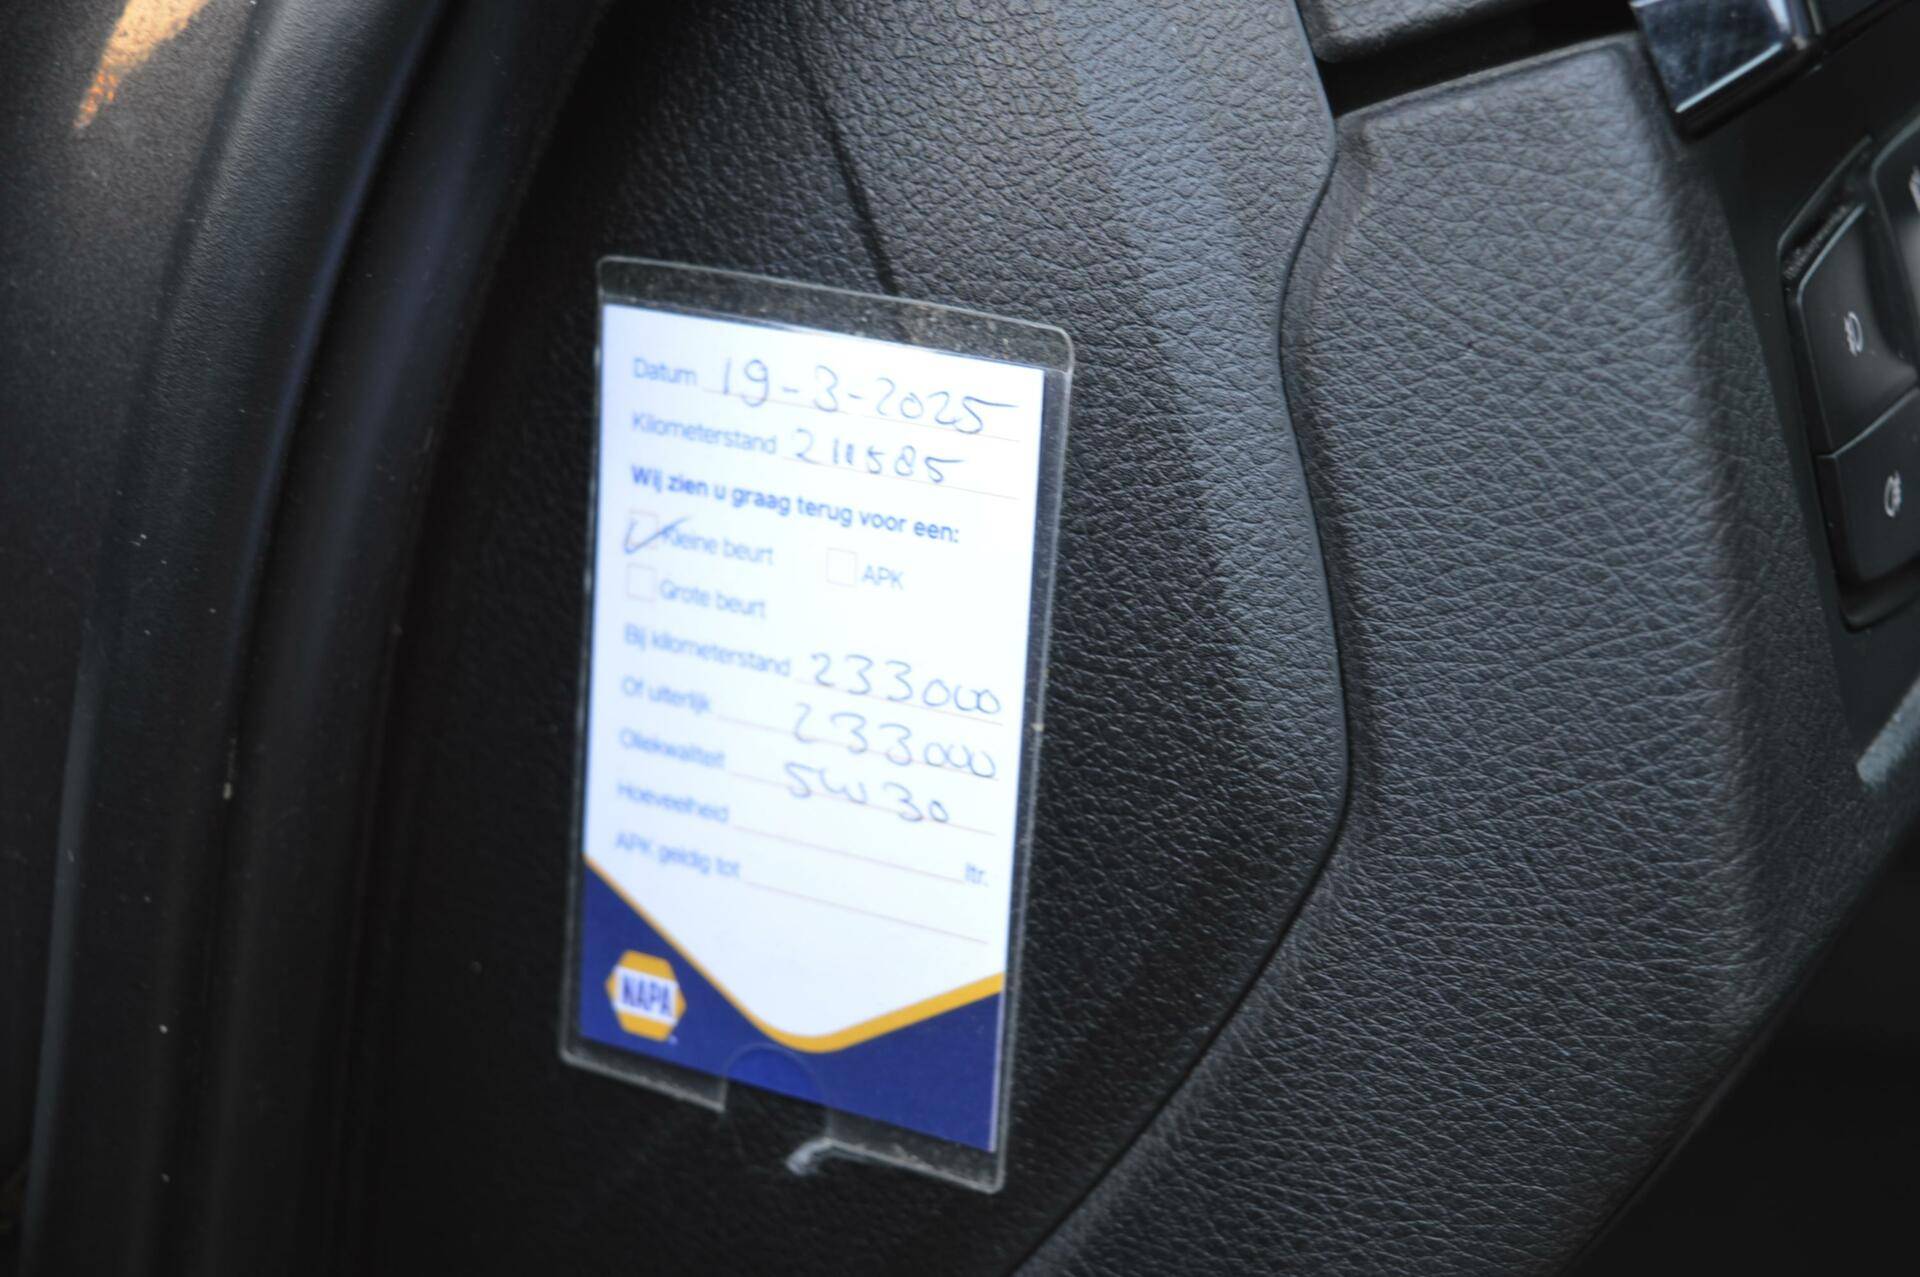 Datum 19-3-2025
Kilometerstand 211585
Wij zien u graag terug voor een:
Kleine beurt APK
Grote beurt
Bij kilometerstand 233000
Of uiterlijk 233000
Oliekwaliteit 5W30
Hoeveelheid ltr.
APK geldig tot
NAPA